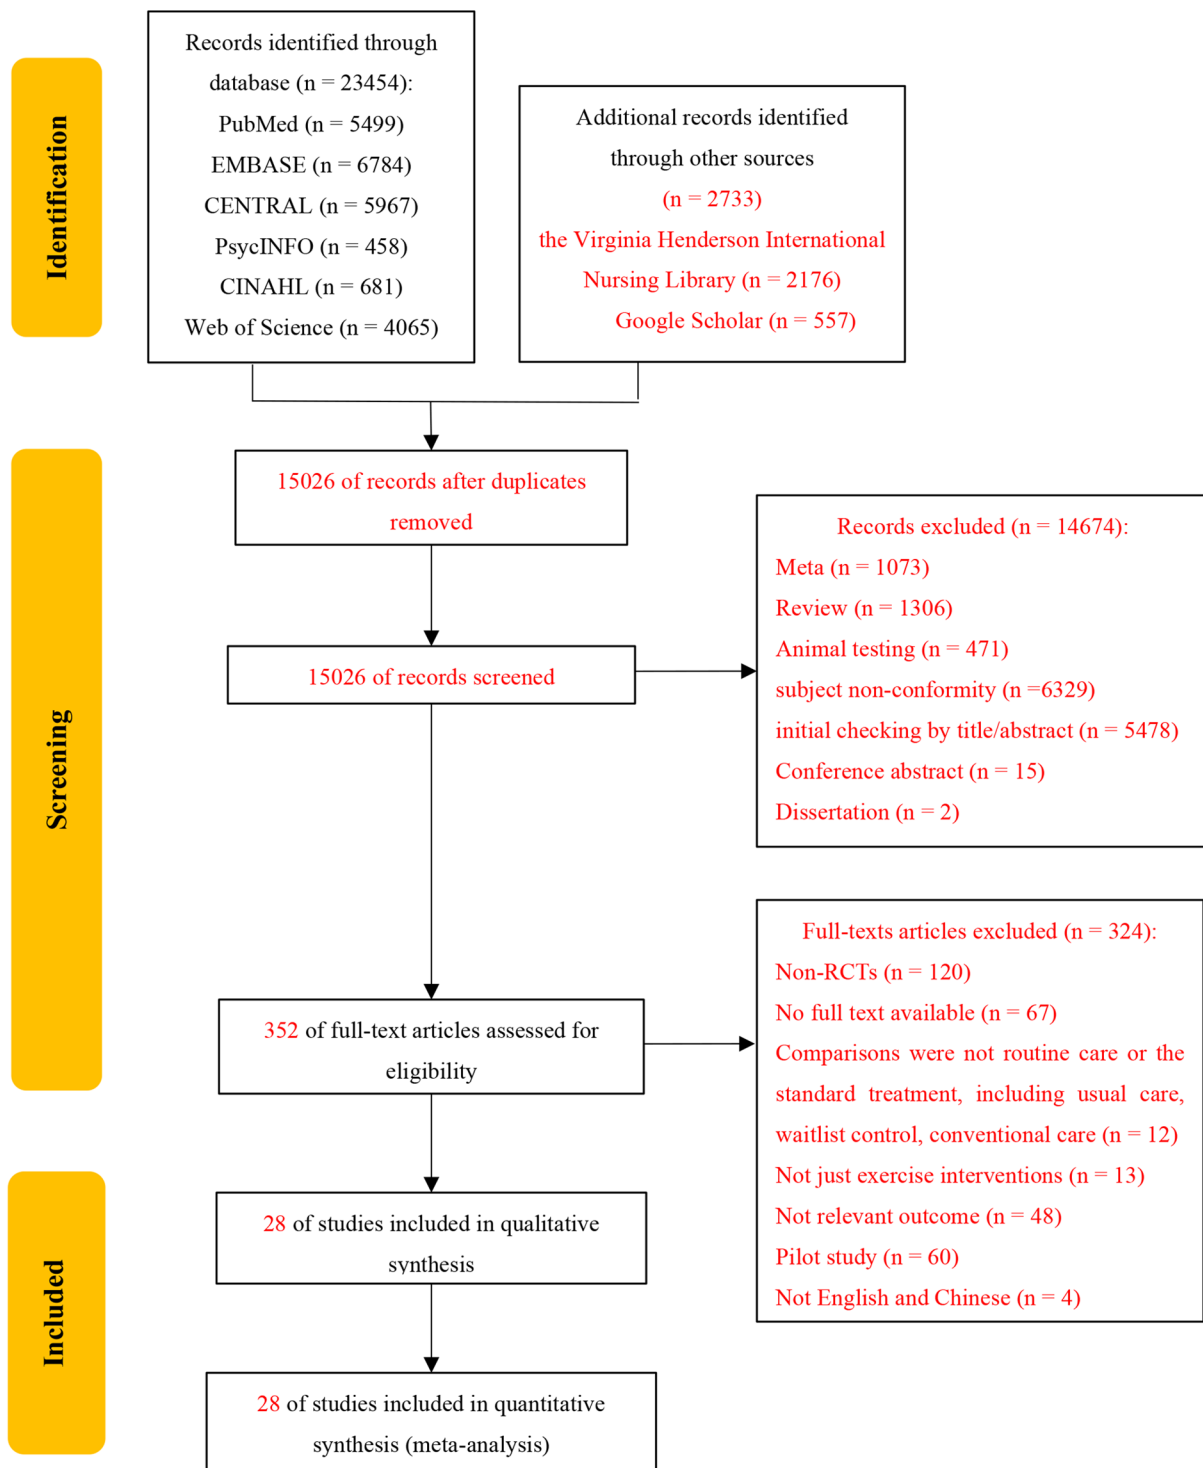 Identification
Records identified through
database (n = 23454):
PubMed (n = 5499)
EMBASE (n = 6784)
CENTRAL (n = 5967)
PsycINFO (n = 458)
CINAHL (n = 681)
Web of Science (n = 4065)
Additional records identified
through other sources
(n = 2733)
the Virginia Henderson International
Nursing Library (n = 2176)
Google Scholar (n = 557)
Screening
15026 of records after duplicates
removed
15026 of records screened
Records excluded (n = 14674):
Meta (n = 1073)
Review (n = 1306)
Animal testing (n = 471)
subject non-conformity (n =6329)
initial checking by title/abstract (n = 5478)
Conference abstract (n = 15)
Dissertation (n = 2)
352 of full-text articles assessed for
eligibility
Full-texts articles excluded (n = 324):
Non-RCTs (n = 120)
No full text available (n = 67)
Comparisons were not routine care or the
standard treatment, including usual care,
waitlist control, conventional care (n = 12)
Not just exercise interventions (n = 13)
Not relevant outcome (n = 48)
Pilot study (n = 60)
Not English and Chinese (n = 4)
Included
28 of studies included in qualitative
synthesis
28 of studies included in quantitative
synthesis (meta-analysis)